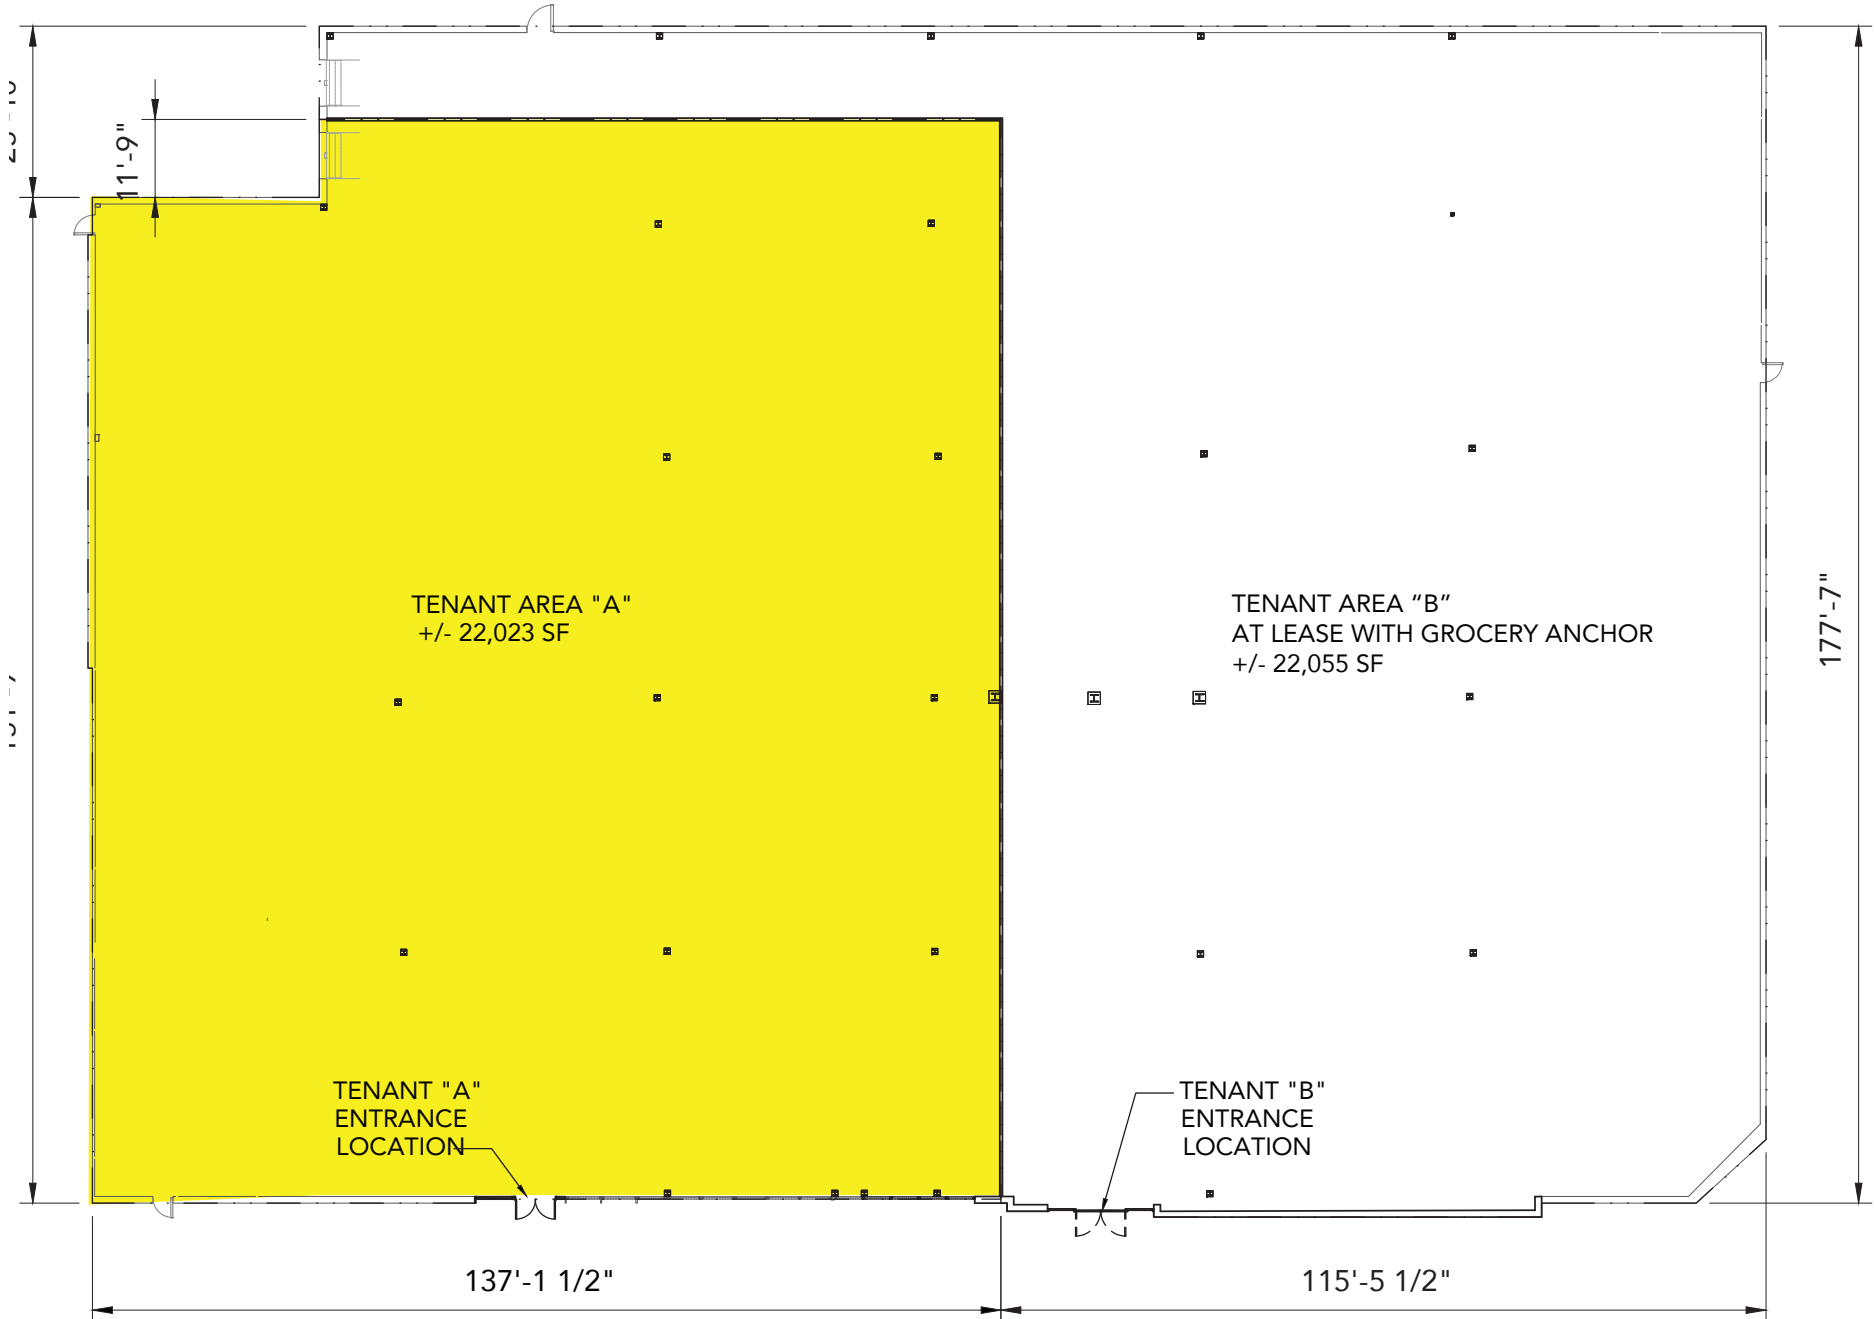 11'-9"
TENANT AREA "A"
+/- 22,023 SF
TENANT AREA “B”
AT LEASE WITH GROCERY ANCHOR
+/- 22,055 SF
177'-7"
TENANT "A"
ENTRANCE
LOCATION
TENANT "B"
ENTRANCE
LOCATION
137'-1 1/2"
115'-5 1/2"